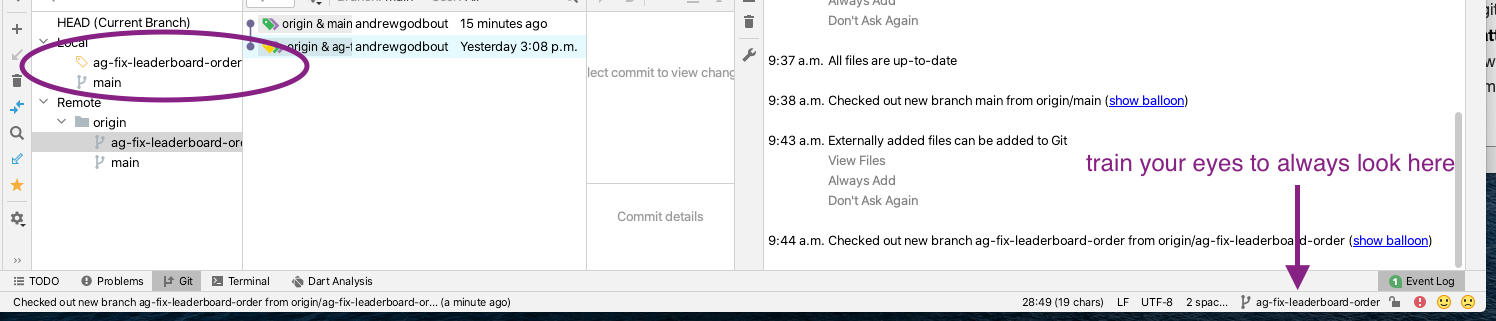 Always Add
Don't Ask Again
HEAD (Current Branch)
Local
ag-fix-leaderboard-order
main
Remote
origin
ag-fix-leaderboard-or
main
origin & main andrewgodbout 15 minutes ago
origin & ag- andrewgodbout Yesterday 3:08 p.m.
lect commit to view chang
Commit details
9:37 a.m. All files are up-to-date
9:38 a.m. Checked out new branch main from origin/main (show balloon)
9:43 a.m. Externally added files can be added to Git
View Files
Always Add
Don't Ask Again
train your eyes to always look here
9:44 a.m. Checked out new branch ag-fix-leaderboard-order from origin/ag-fix-leaderboard-order (show balloon)
>>
TODO Problems Git Terminal Dart Analysis 1 Event Log
Checked out new branch ag-fix-leaderboard-order from origin/ag-fix-leaderboard-or... (a minute ago) 28:49 (19 chars) LF UTF-8 2 spac... ag-fix-leaderboard-order